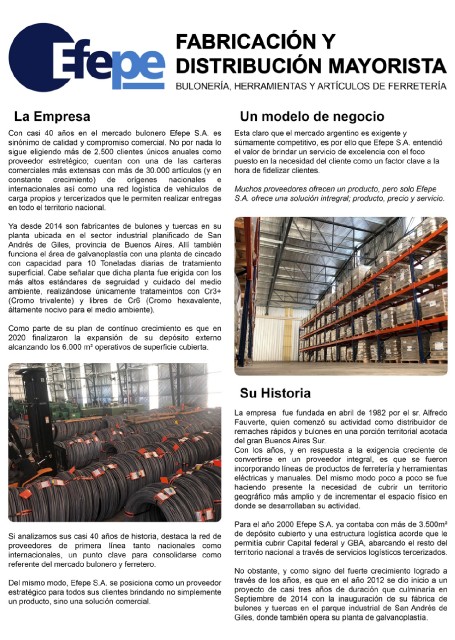 Efepe
FABRICACIÓN Y
DISTRIBUCIÓN MAYORISTA
BULONERÍA, HERRAMIENTAS Y ARTÍCULOS DE FERRETERÍA
La Empresa
Con casi 40 años en el mercado bulonero Efepe S.A. es
sinónimo de calidad y compromiso comercial. No por nada lo
sigue eligiendo más de 2.500 clientes únicos anuales como
proveedor estretégico; cuentan con una de las carteras
comerciales más extensas con más de 30.000 artículos (y en
constante crecimiento) de orígenes nacionales e
internacionales así como una red logística de vehículos de
carga propios y tercerizados que le permiten realizar entregas
en todo el territorio nacional.
Ya desde 2014 son fabricantes de bulones y tuercas en su
planta ubicada en el sector industrial planificado de San
Andrés de Giles, provincia de Buenos Aires. Allí también
funciona el área de galvanoplastía con una planta de cincado
con capacidad para 10 Toneladas diarias de tratamiento
superficial. Cabe señalar que dicha planta fue erigida con los
más altos estándares de segruidad y cuidado del medio
ambiente, realizándose únicamente tratameintos con Cr3+
(Cromo trivalente) y libres de Cr6 (Cromo hexavalente,
áltamente nocivo para el medio ambiente).
Como parte de su plan de contínuo crecimiento es que en
2020 finalizaron la expansión de su depósito externo
alcanzando los 6.000 m² operativos de superficie cubierta.
Si analizamos sus casi 40 años de historia, destaca la red de
proveedores de primera línea tanto nacionales como
internacionales, un punto clave para consolidarse como
referente del mercado bulonero y ferretero.
Del mismo modo, Efepe S.A. se posiciona como un proveedor
estratégico para todos sus clientes brindando no simplemente
un producto, sino una solución comercial.
Un modelo de negocio
Esta claro que el mercado argentino es exigente y
súmamente competitivo, es por ello que Efepe S.A. entendió
el valor de brindar un servicio de excelencia con el foco
puesto en la necesidad del cliente como un factor clave a la
hora de fidelizar clientes.
Muchos proveedores ofrecen un producto, pero solo Efepe
S.A. ofrece una solución intregral; producto, precio y servicio.
Su Historia
La empresa fue fundada en abril de 1982 por el sr. Alfredo
Fauverte, quien comenzó su actividad como distribuidor de
remaches rápidos y bulones en una porción territorial acotada
del gran Buenos Aires Sur
Con los años, y en respuesta a la exigencia creciente de
convertirse en un proveedor integral, es que se fueron
incorporando líneas de productos de ferretería y herramientas
eléctricas y manuales. Del mismo modo poco a poco se fue
haciendo presente la necesidad de cubrir un territorio
geográfico más amplio y de incrementar el espacio físico en
donde se desarrollaban su actividad.
Para el año 2000 Efepe S.A. ya contaba con más de 3.500m²
de depósito cubierto y una estructura logística acorde que le
permitía cubrir Capital federal y GBA, abarcando el resto del
territorio nacional a través de servicios logísticos tercerizados.
No obstante, y como signo del fuerte crecimiento logrado a
través de los años, es que en el año 2012 se dio inicio a un
proyecto de casi tres años de duración que culminaría en
Septiembre de 2014 con la inauguración de su fábrica de
bulones y tuercas en el parque industrial de San Andrés de
Giles, donde también opera su planta de galvanoplastía.